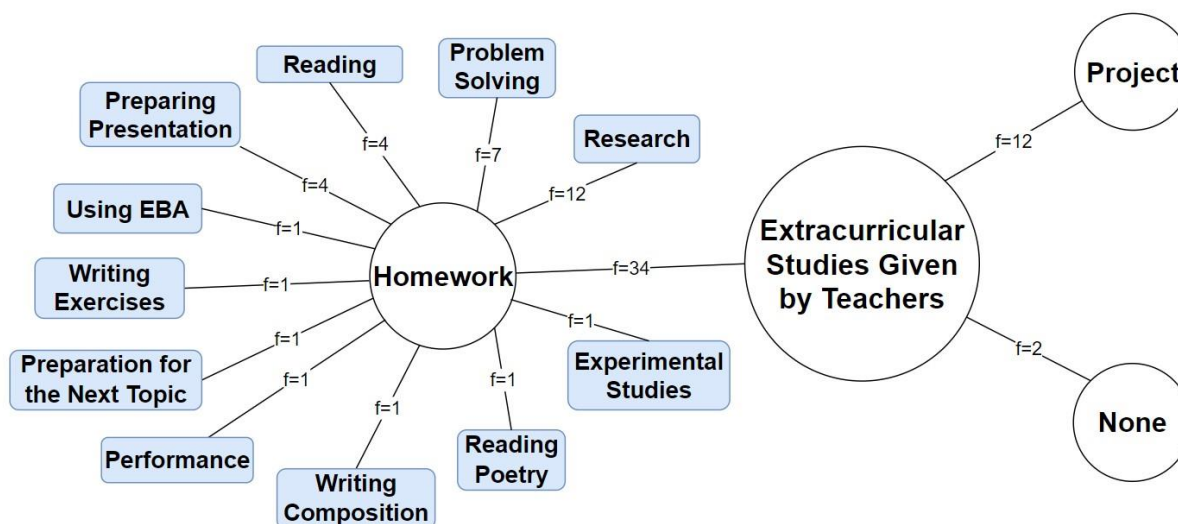 Reading
Problem
Solving
Preparing
Presentation
Research
Using EBA
Writing
Exercises
Preparation for
the Next Topic
Performance
Writing
Composition
Reading
Poetry
Experimental
Studies
Homework
f=4
f=7
f=12
f=4
f=1
f=1
f=1
f=1
f=1
f=1
f=1
f=34
Extracurricular
Studies Given
by Teachers
f=12
Project
f=2
None